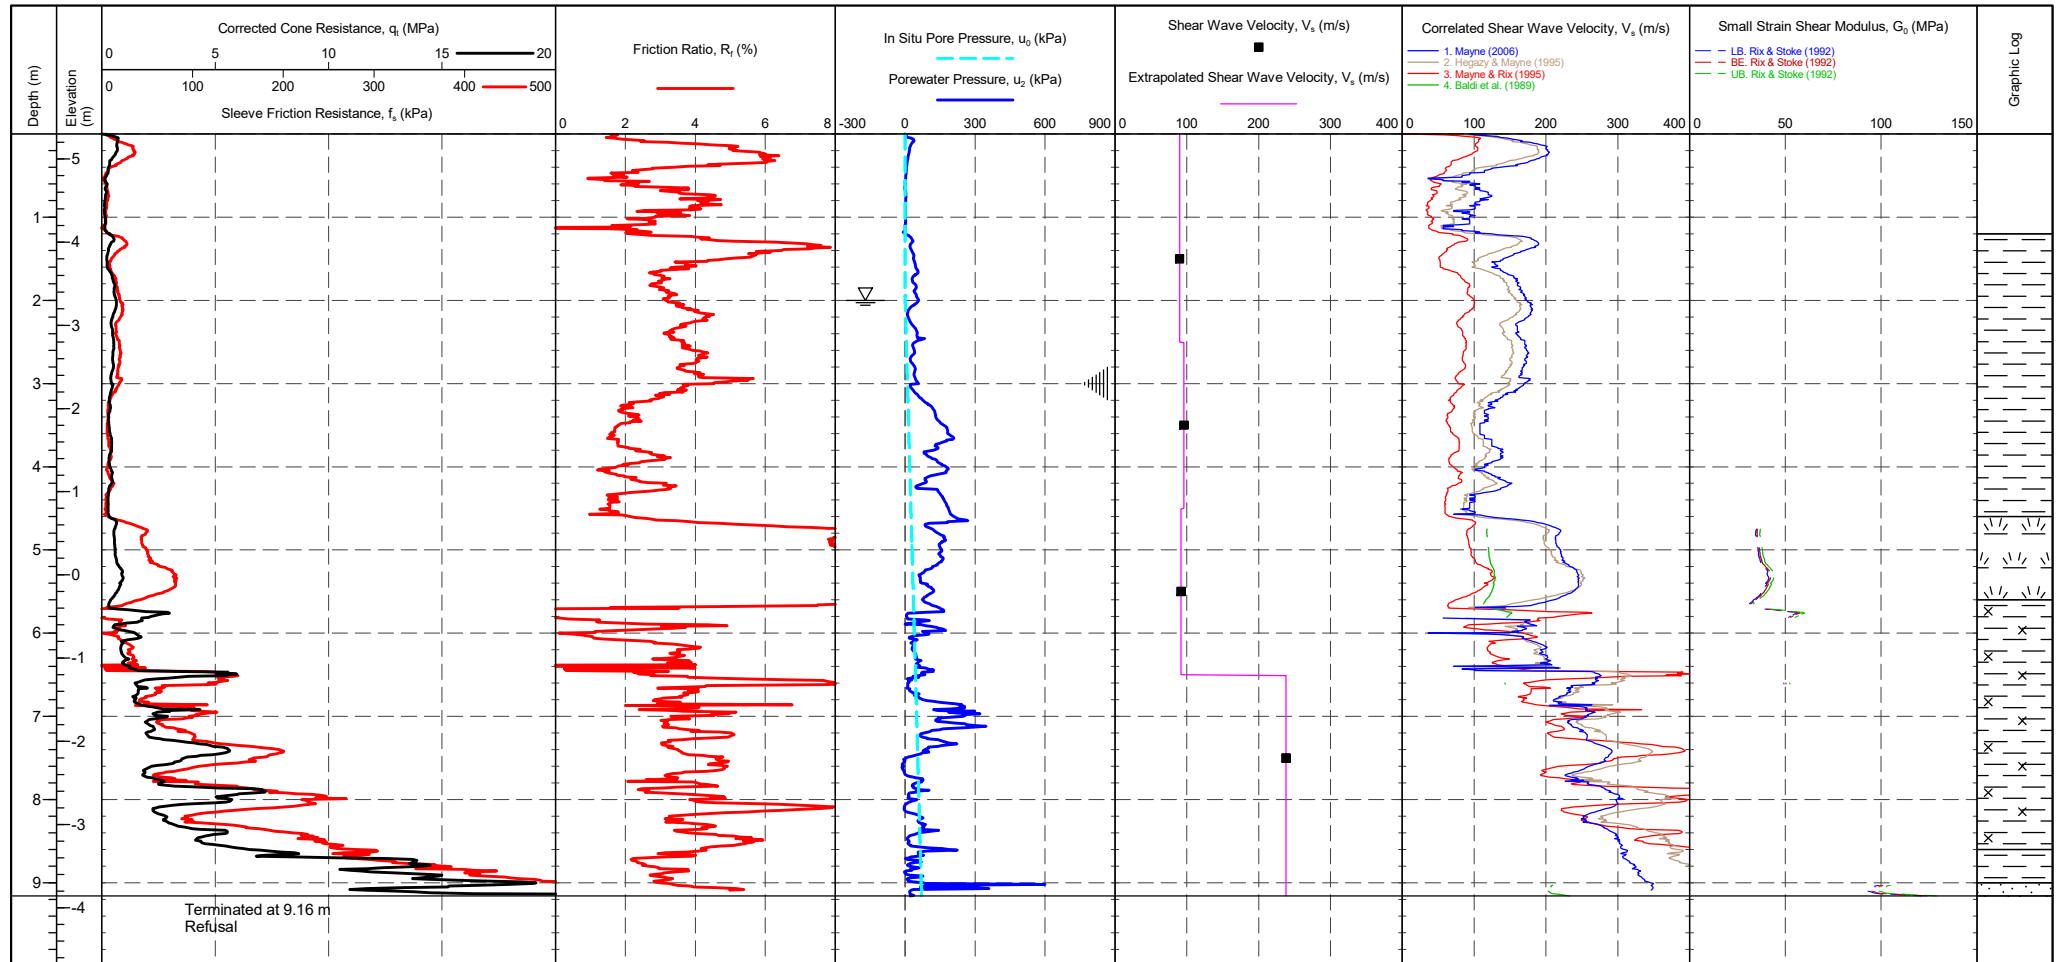 Depth (m)
Elevation (m)
Corrected Cone Resistance, qt (MPa)
0 5 10 15 20
100 200 300 400 500
Sleeve Friction Resistance, fs (kPa)
Friction Ratio, Rf (%)
0 2 4 6 8
In Situ Pore Pressure, u0 (kPa)
Porewater Pressure, u2 (kPa)
-300 0 300 600 900
Shear Wave Velocity, Vs (m/s)
Extrapolated Shear Wave Velocity, Vs (m/s)
0 100 200 300 400
Correlated Shear Wave Velocity, Vs (m/s)
1. Mayne (2006)
2. Hegazy & Mayne (1995)
3. Mayne & Rix (1995)
4. Baldi et al. (1989)
0 100 200 300 400
Small Strain Shear Modulus, G0 (MPa)
LB. Rix & Stoke (1992)
BE. Rix & Stoke (1992)
UB. Rix & Stoke (1992)
0 50 100 150
Graphic Log
5
1
4
2
3
3
2
4
1
5
0
6
-1
7
-2
8
-3
9
-4
Terminated at 9.16 m
Refusal